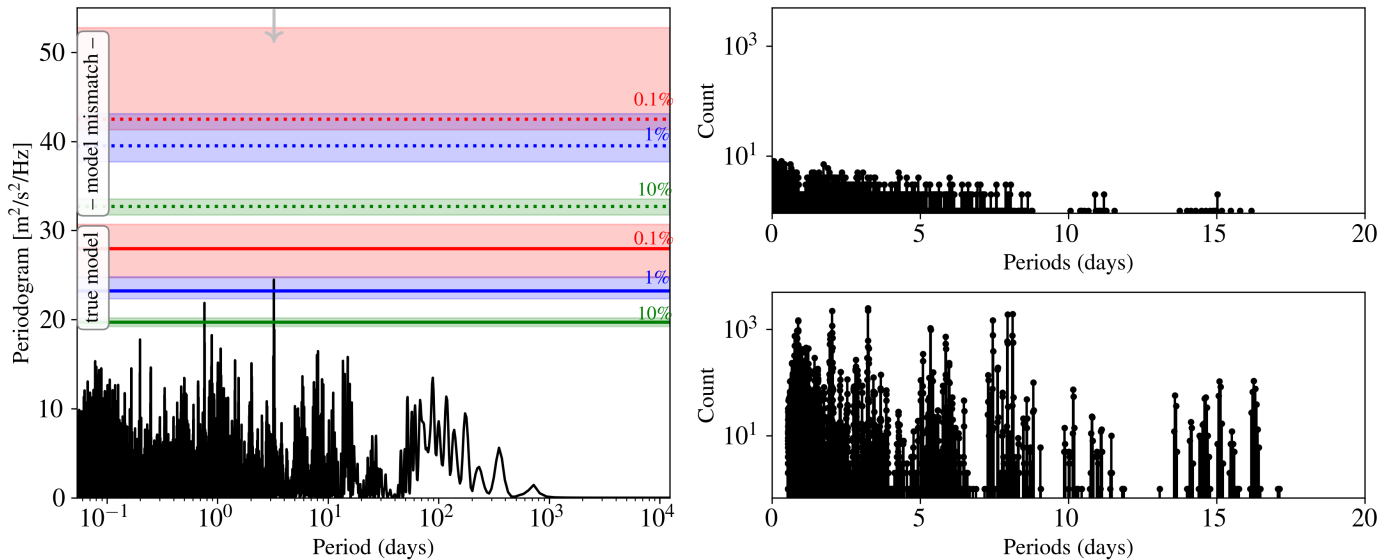 Periodogram [m²/s²/Hz]
50
40
30
20
10
0
− model mismatch −
true model
0.1%
1%
10%
0.1%
1%
10%
10⁻¹ 10⁰ 10¹ 10² 10³ 10⁴
Period (days)
Count
10³
10¹
0 5 10 15 20
Periods (days)
Count
10³
10¹
0 5 10 15 20
Periods (days)